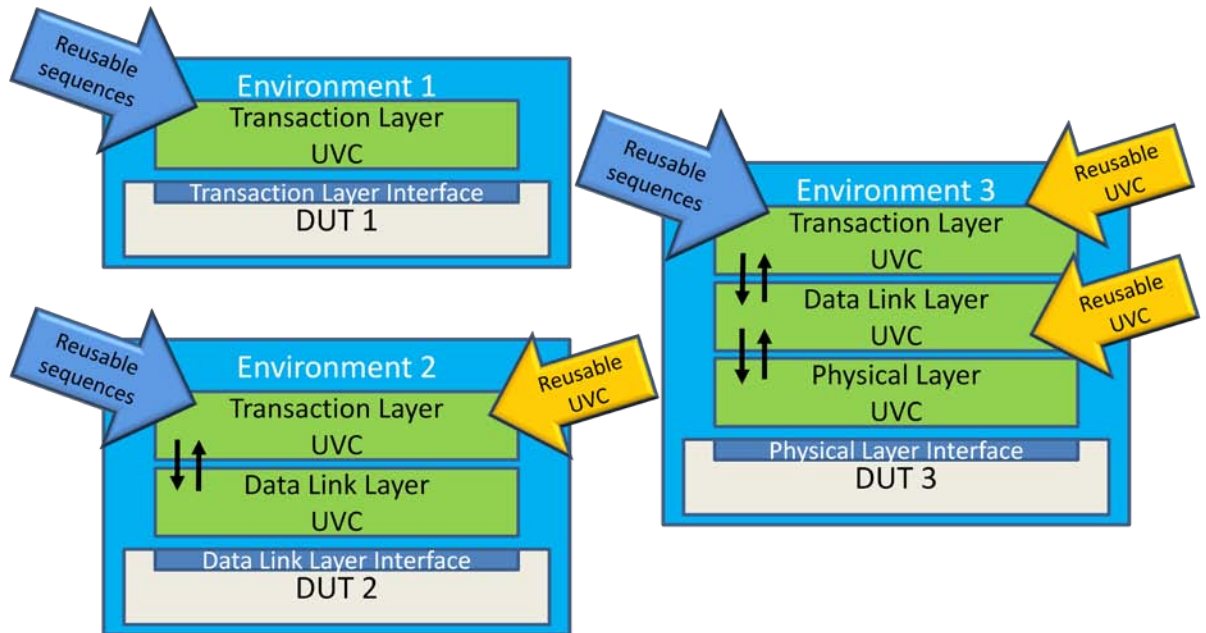 Reusable
sequences
Environment 1
Transaction Layer
UVC
Transaction Layer Interface
DUT 1
Reusable
sequences
Environment 2
Reusable
UVC
Transaction Layer
UVC
Data Link Layer
UVC
Data Link Layer Interface
DUT 2
Reusable
sequences
Environment 3
Reusable
UVC
Transaction Layer
UVC
Data Link Layer
UVC
Reusable
UVC
Physical Layer
UVC
Physical Layer Interface
DUT 3